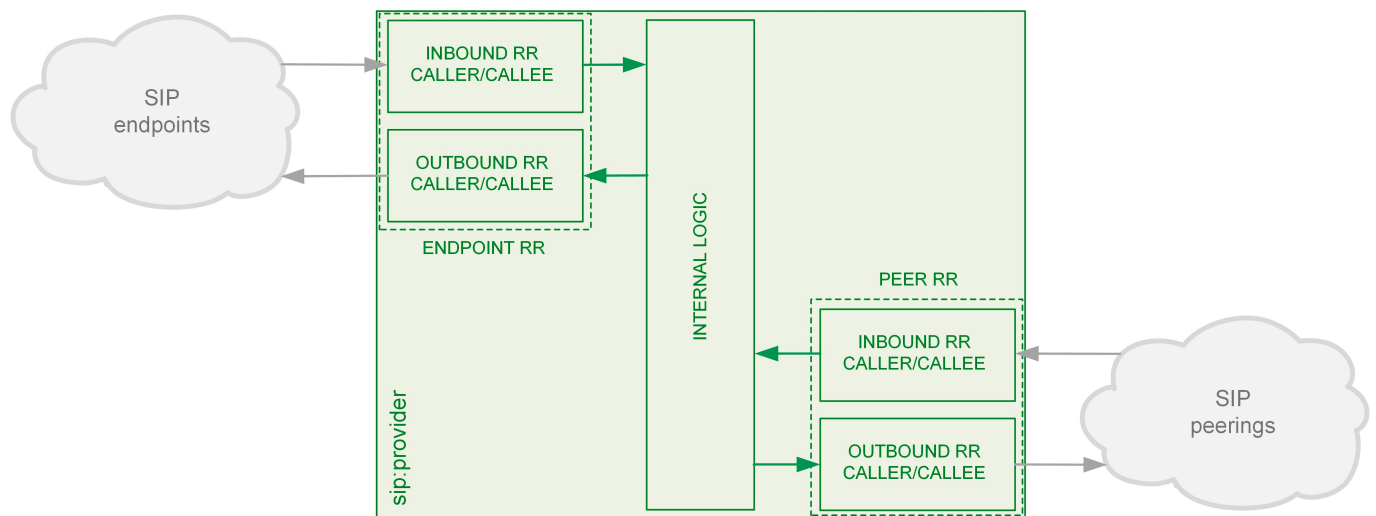 SIP
endpoints
INBOUND RR
CALLER/CALLEE
OUTBOUND RR
CALLER/CALLEE
ENDPOINT RR
INTERNAL LOGIC
sip:provider
PEER RR
INBOUND RR
CALLER/CALLEE
OUTBOUND RR
CALLER/CALLEE
SIP
peerings